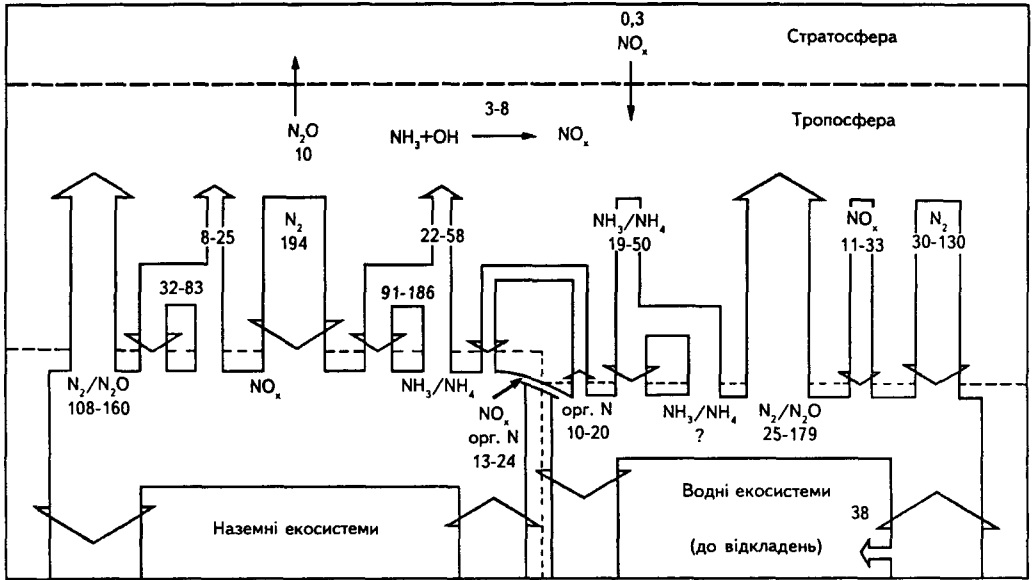 0,3
NOₓ
Стратосфера
3-8
N₂O
10
NH₃+OH
NOₓ
Тропосфера
8-25
N₂
194
22-58
NH₃/NH₄
19-50
NOₓ
11-33
N₂
30-130
32-83
91-186
N₂/N₂O
108-160
NOₓ
NH₃/NH₄
NOₓ
орг. N
13-24
орг. N
10-20
NH₃/NH₄
?
N₂/N₂O
25-179
Наземні екосистеми
Водні екосистеми
38
(до відкладень)